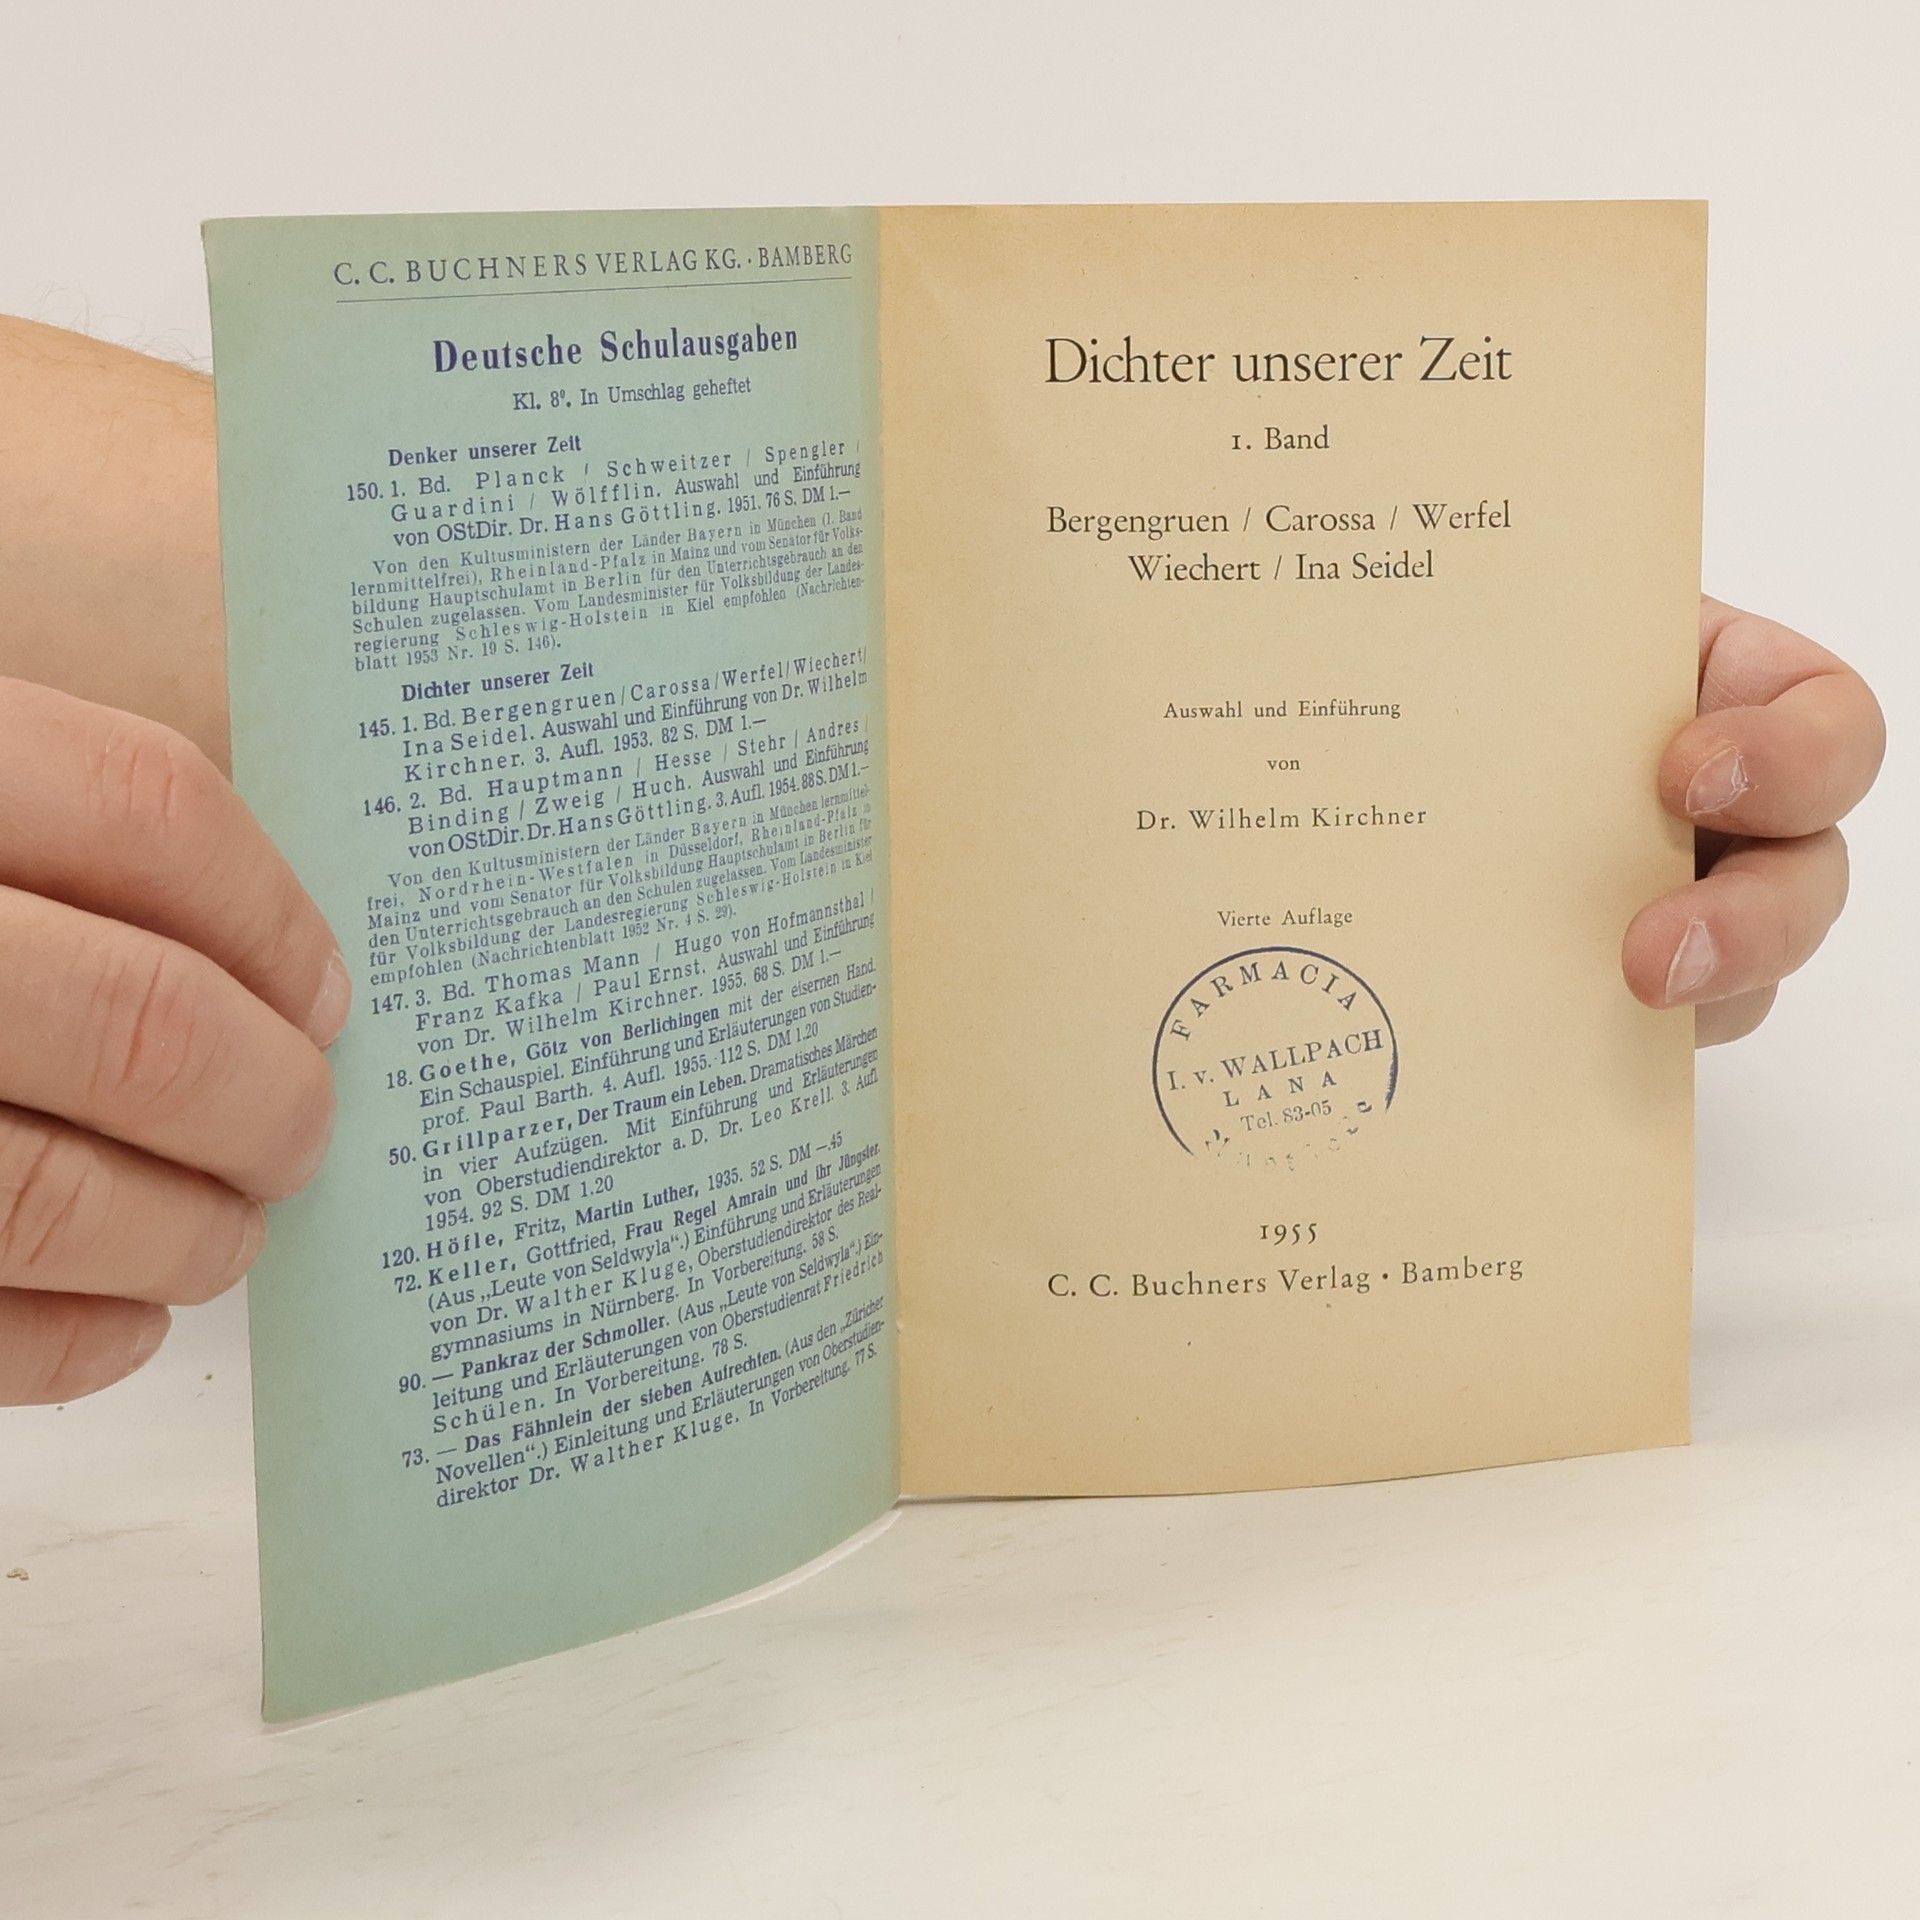 C. C. BUCHNERS VERLAG KG. · BAMBERG
Deutsche Schulausgaben
Kl. 8⁰. In Umschlag geheftet
Denker unserer Zeit
150. 1. Bd. Planck / Schweitzer / Spengler /
Guardini / Wölfflin. Auswahl und Einführung
von OStDir. Dr. Hans Göttling. 1951. 76 S. DM 1.—
Von den Kultusministern der Länder Bayern in München (1. Band
lernmittelfrei), Rheinland-Pfalz in Mainz und vom Senator für Volks-
bildung Hauptschulamt in Berlin für den Unterrichtsgebrauch an den
Schulen zugelassen. Vom Landesminister für Volksbildung der Landes-
regierung Schleswig-Holstein in Kiel empfohlen (Nachrichten-
blatt 1953 Nr. 19 S. 146).
Dichter unserer Zeit
145. 1. Bd. Bergengruen/Carossa/Werfel/Wiechert/
Ina Seidel. Auswahl und Einführung von Dr. Wilhelm
Kirchner. 3. Aufl. 1953. 82 S. DM 1.—
146. 2. Bd. Hauptmann / Hesse / Stehr / Andres /
Binding / Zweig / Huch. Auswahl und Einführung
von OStDir. Dr. Hans Göttling. 3. Aufl. 1954. 88 S. DM 1.—
Von den Kultusministern der Länder Bayern in München lernmittel-
frei, Nordrhein-Westfalen in Düsseldorf, Rheinland-Pfalz in
Mainz und vom Senator für Volksbildung Hauptschulamt in Berlin für
den Unterrichtsgebrauch an den Schulen zugelassen. Vom Landesminister
für Volksbildung der Landesregierung Schleswig-Holstein in Kiel
empfohlen (Nachrichtenblatt 1952 Nr. 4 S. 29).
147. 3. Bd. Thomas Mann / Hugo von Hofmannsthal /
Franz Kafka / Paul Ernst. Auswahl und Einführung
von Dr. Wilhelm Kirchner. 1955. 68 S. DM 1.—
18. Goethe, Götz von Berlichingen mit der eisernen Hand.
Ein Schauspiel. Einführung und Erläuterungen von Studien-
prof. Paul Barth. 4. Aufl. 1955. 112 S. DM 1.20
50. Grillparzer, Der Traum ein Leben. Dramatisches Märchen
in vier Aufzügen. Mit Einführung und Erläuterungen
von Oberstudiendirektor a. D. Dr. Leo Krell. 3. Aufl.
1954. 92 S. DM 1.20
120. Höfle, Fritz, Martin Luther, 1935. 52 S. DM —.45
72. Keller, Gottfried, Frau Regel Amrain und ihr Jüngster.
(Aus „Leute von Seldwyla“.) Einführung und Erläuterungen
von Dr. Walther Kluge, Oberstudiendirektor des Real-
gymnasiums in Nürnberg. In Vorbereitung. 58 S.
90. — Pankraz der Schmoller. (Aus „Leute von Seldwyla“.) Ein-
leitung und Erläuterungen von Oberstudienrat Friedrich
Schülen. In Vorbereitung. 78 S.
73. — Das Fähnlein der sieben Aufrechten. (Aus den „Züricher
Novellen“.) Einleitung und Erläuterungen von Oberstudien-
direktor Dr. Walther Kluge. In Vorbereitung. 77 S.
Dichter unserer Zeit
1. Band
Bergengruen / Carossa / Werfel
Wiechert / Ina Seidel
Auswahl und Einführung
von
Dr. Wilhelm Kirchner
Vierte Auflage
FARMACIA
I. v. WALLPACH
LANA
Tel. 83-05
1955
C. C. Buchners Verlag · Bamberg